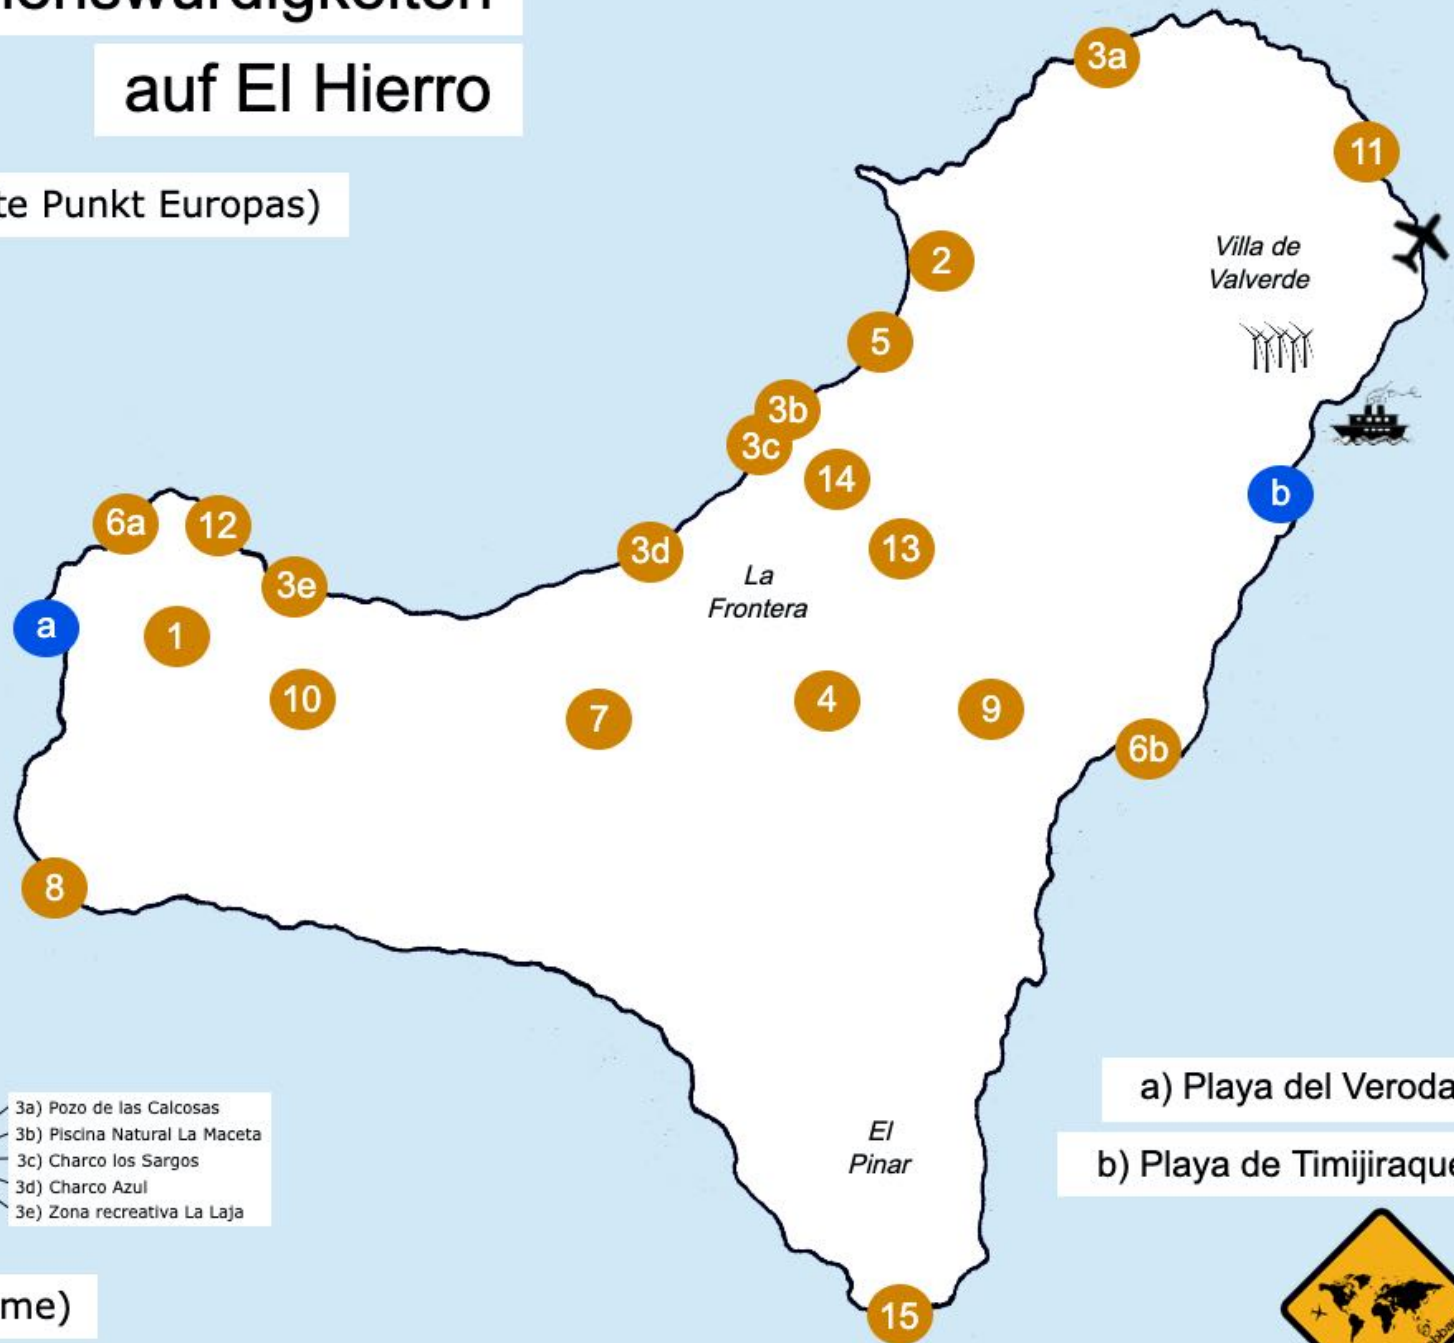 auf El Hierro
te Punkt Europas)
3a
11
Villa de
Valverde
2
5
3b
3c
14
b
6a
12
3d
13
3e
La
Frontera
a
1
10
7
4
9
6b
8
a) Playa del Veroda
3a) Pozo de las Calcosas
3b) Piscina Natural La Maceta
3c) Charco los Sargos
3d) Charco Azul
3e) Zona recreativa La Laja
El
Pinar
b) Playa de Timijiraque
me)
15